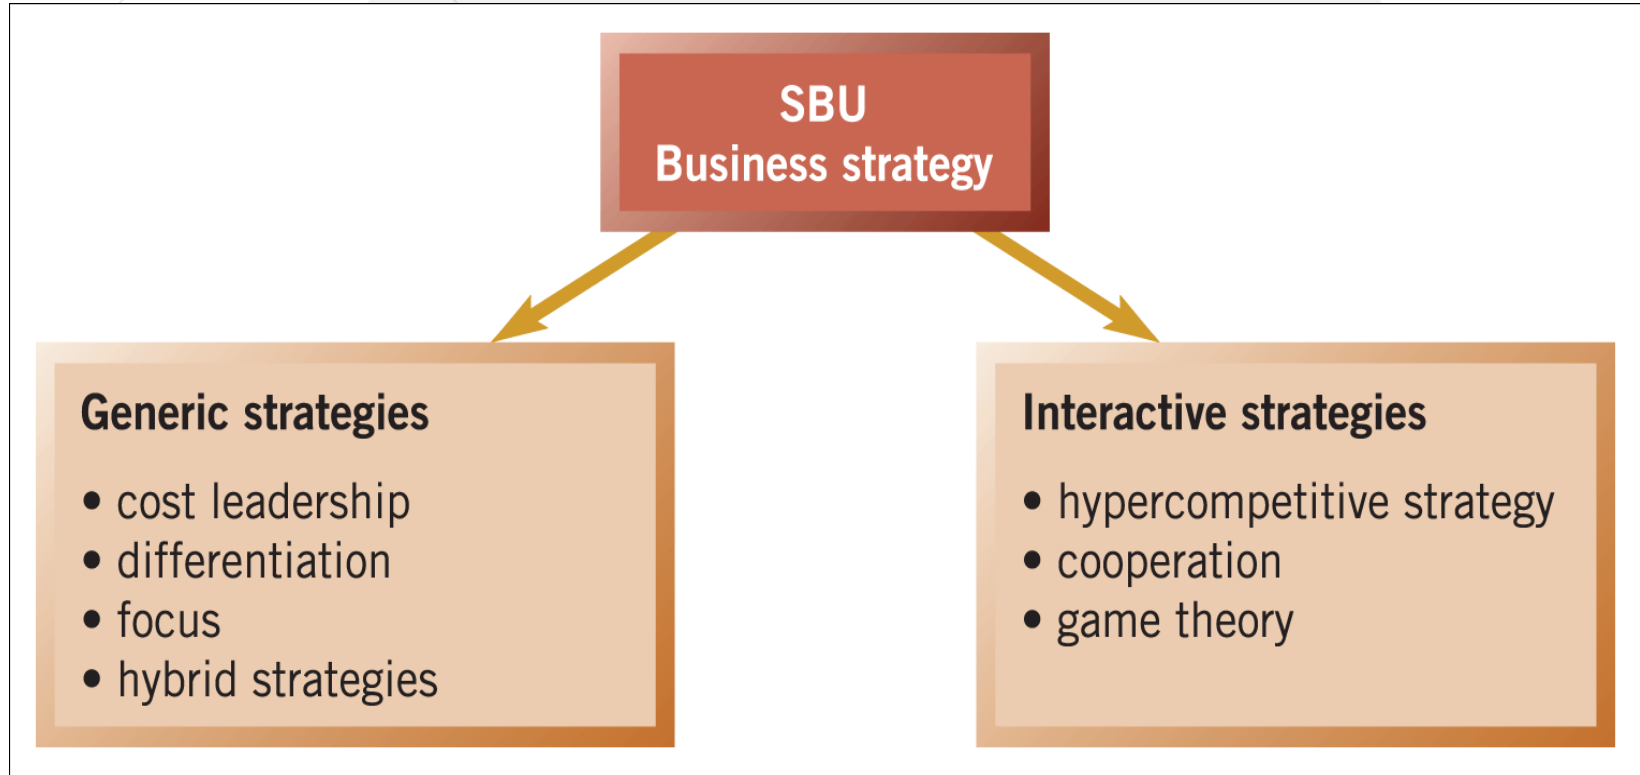 SBU
Business strategy
Generic strategies
• cost leadership
• differentiation
• focus
• hybrid strategies
Interactive strategies
• hypercompetitive strategy
• cooperation
• game theory